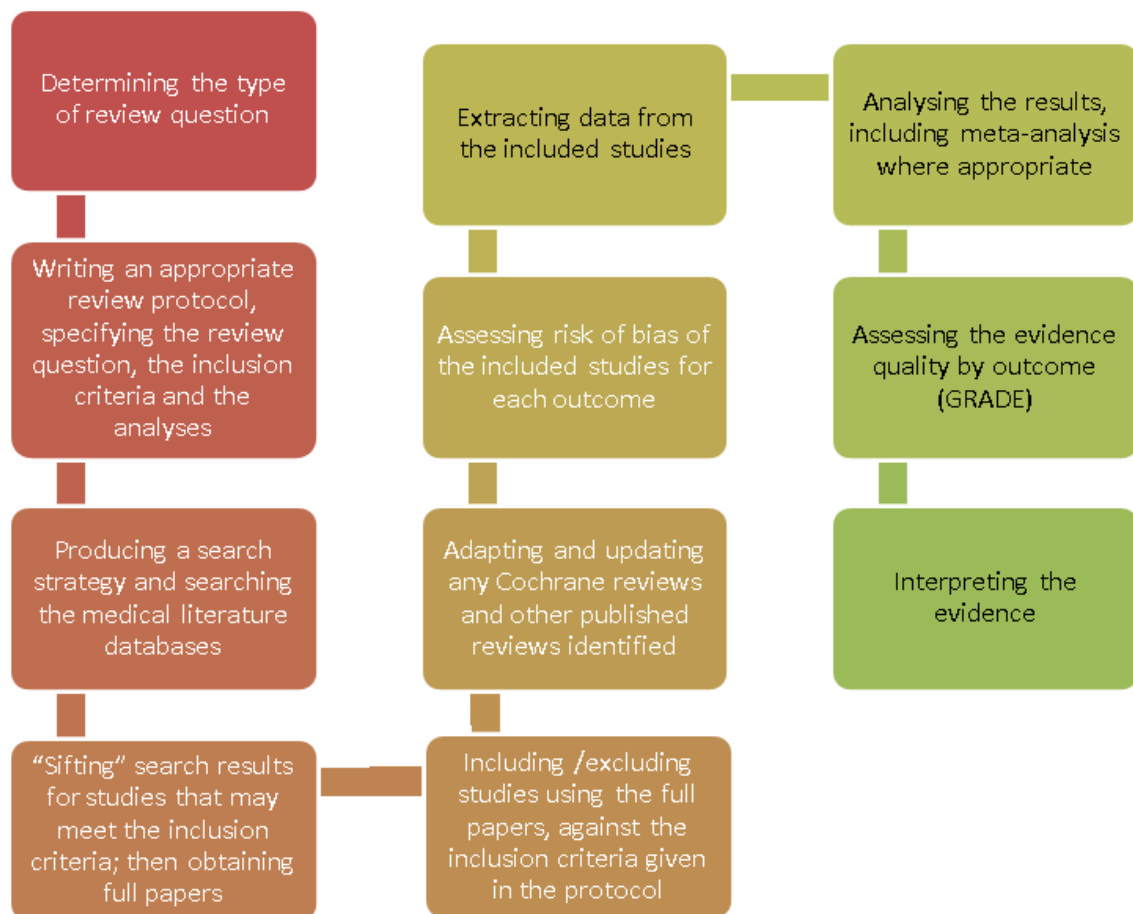 Determining the type
of review question
Writing an appropriate
review protocol,
specifying the review
question, the inclusion
criteria and the
analyses
Producing a search
strategy and searching
the medical literature
databases
“Sifting” search results
for studies that may
meet the inclusion
criteria; then obtaining
full papers
Including /excluding
studies using the full
papers, against the
inclusion criteria given
in the protocol
Adapting and updating
any Cochrane reviews
and other published
reviews identified
Assessing risk of bias of
the included studies for
each outcome
Extracting data from
the included studies
Analysing the results,
including meta-analysis
where appropriate
Assessing the evidence
quality by outcome
(GRADE)
Interpreting the
evidence